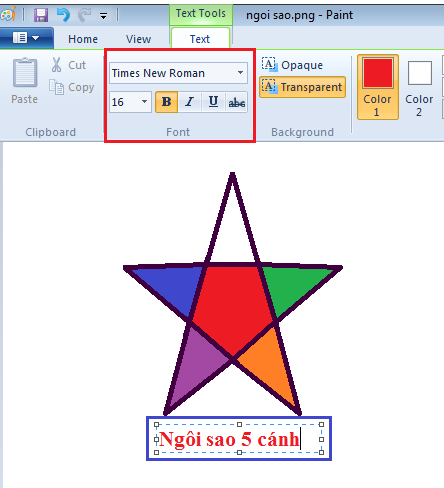 Text Tools
ngoi sao.png - Paint
Home
View
Text
Paste
Cut
Copy
Clipboard
Times New Roman
16
B I U abc
Font
Opaque
Transparent
Background
Color 1
Color 2
Ngôi sao 5 cánh